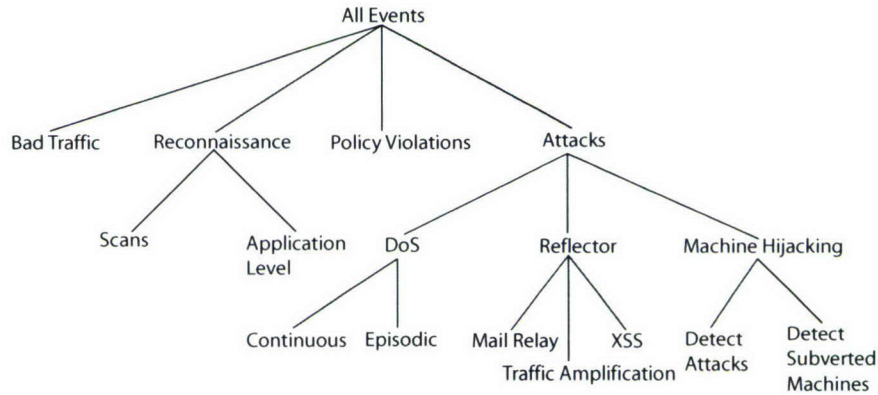 All Events
Bad Traffic
Reconnaissance
Policy Violations
Attacks
Scans
Application
Level
DoS
Reflector
Machine Hijacking
Continuous
Episodic
Mail Relay
XSS
Traffic Amplification
Detect
Attacks
Detect
Subverted
Machines